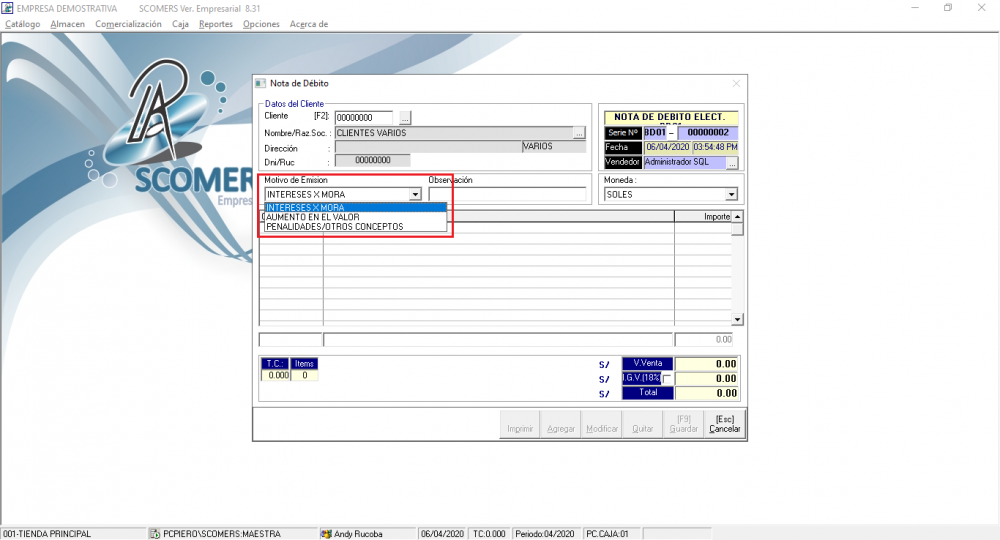 EMPRESA DEMOSTRATIVA SCOMERS Ver. Empresarial 8.31
Catálogo Almacen Comercialización Caja Reportes Opciones Acerca de
Nota de Débito
Datos del Cliente
Cliente [F2]: 00000000 ...
Nombre/Raz.Soc. : CLIENTES VARIOS ...
Dirección : VARIOS
Dni/Ruc : 00000000
NOTA DE DEBITO ELECT.
Serie Nº BD01 – 00000002
Fecha 06/04/2020 03:54:48 PM
Vendedor Administrador SQL ...
SCOMER
Empres
Motivo de Emision Observación Moneda :
INTERESES X MORA SOLES
INTERESES X MORA
AUMENTO EN EL VALOR
PENALIDADES/OTROS CONCEPTOS
Importe
0.00
T.C.: Items
0.000 0
S/ V.Venta 0.00
S/ I.G.V.(18% 0.00
S/ Total 0.00
Imprimir Agregar Modificar Quitar [F9] Guardar [Esc] Cancelar
001-TIENDA PRINCIPAL PCPIERO\SCOMERS:MAESTRA Andy Rucoba 06/04/2020 TC:0.000 Periodo:04/2020 PC.CAJA:01